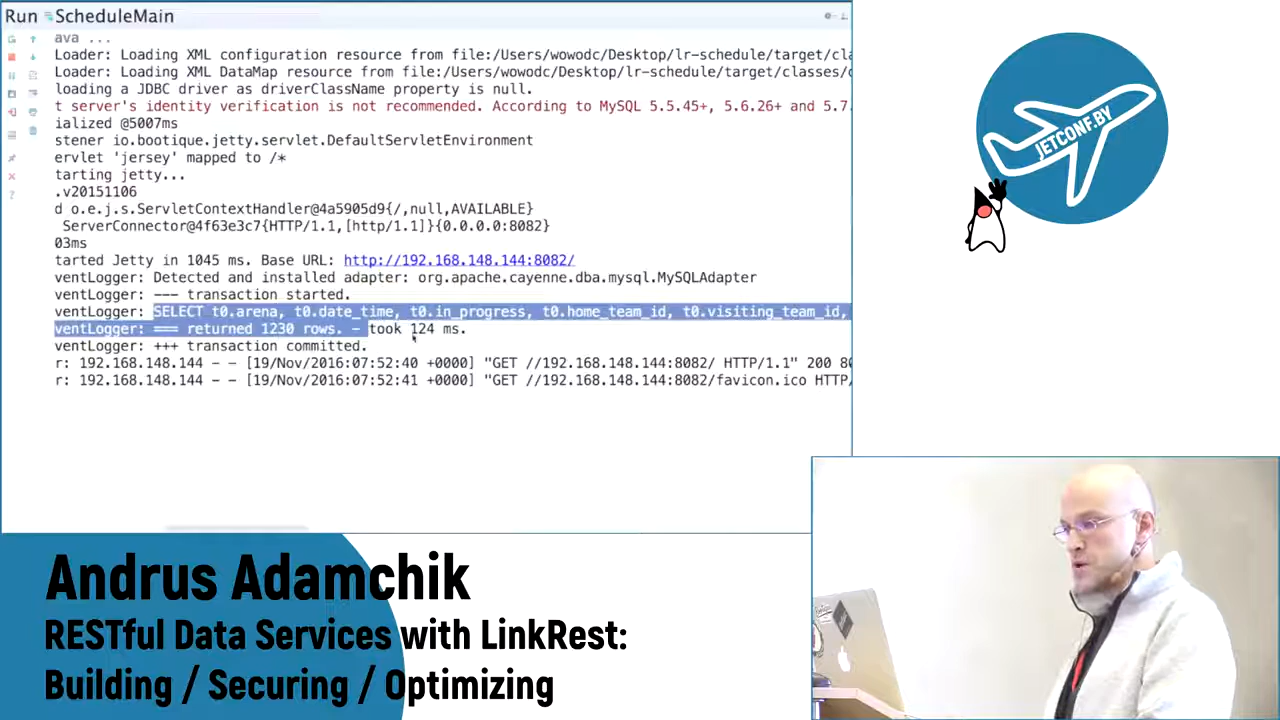 Run ScheduleMain
ava ...
Loader: Loading XML configuration resource from file:/Users/wowodc/Desktop/lr-schedule/target/cla
Loader: Loading XML DataMap resource from file:/Users/wowodc/Desktop/lr-schedule/target/classes/
loading a JDBC driver as driverClassName property is null.
t server's identity verification is not recommended. According to MySQL 5.5.45+, 5.6.26+ and 5.7.
ialized @5007ms
stener io.bootique.jetty.servlet.DefaultServletEnvironment
ervlet 'jersey' mapped to /*
tarting jetty...
.v20151106
d o.e.j.s.ServletContextHandler@4a5905d9{/,null,AVAILABLE}
ServerConnector@4f63e3c7{HTTP/1.1,[http/1.1]}{0.0.0.0:8082}
03ms
tarted Jetty in 1045 ms. Base URL: http://192.168.148.144:8082/
ventLogger: Detected and installed adapter: org.apache.cayenne.dba.mysql.MySQLAdapter
ventLogger: --- transaction started.
ventLogger: SELECT t0.arena, t0.date_time, t0.in_progress, t0.home_team_id, t0.visiting_team_id,
ventLogger: === returned 1230 rows. - took 124 ms.
ventLogger: +++ transaction committed.
r: 192.168.148.144 - - [19/Nov/2016:07:52:40 +0000] "GET //192.168.148.144:8082/ HTTP/1.1" 200 80
r: 192.168.148.144 - - [19/Nov/2016:07:52:41 +0000] "GET //192.168.148.144:8082/favicon.ico HTTP/
JETCONF.BY
Andrus Adamchik
RESTful Data Services with LinkRest:
Building / Securing / Optimizing